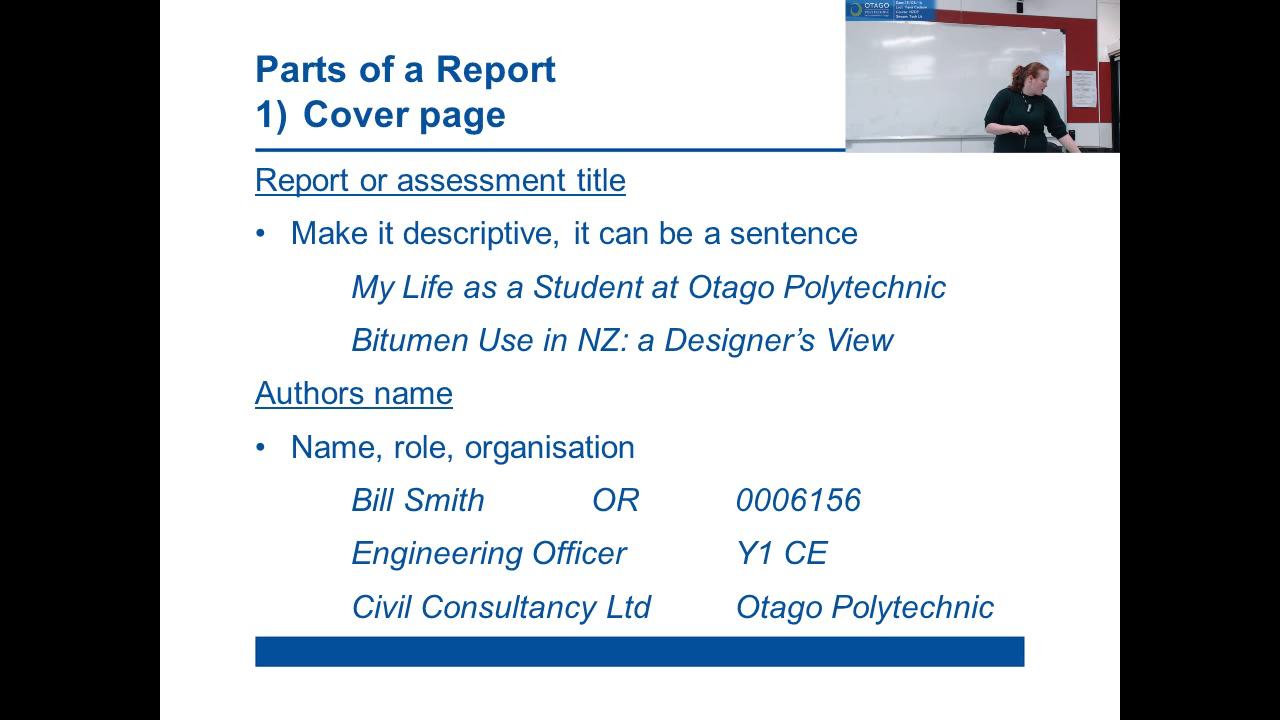 OTAGO
POLYTECHNIC
Parts of a Report
1) Cover page
Report or assessment title
• Make it descriptive, it can be a sentence
My Life as a Student at Otago Polytechnic
Bitumen Use in NZ: a Designer’s View
Authors name
• Name, role, organisation
Bill Smith OR 0006156
Engineering Officer Y1 CE
Civil Consultancy Ltd Otago Polytechnic